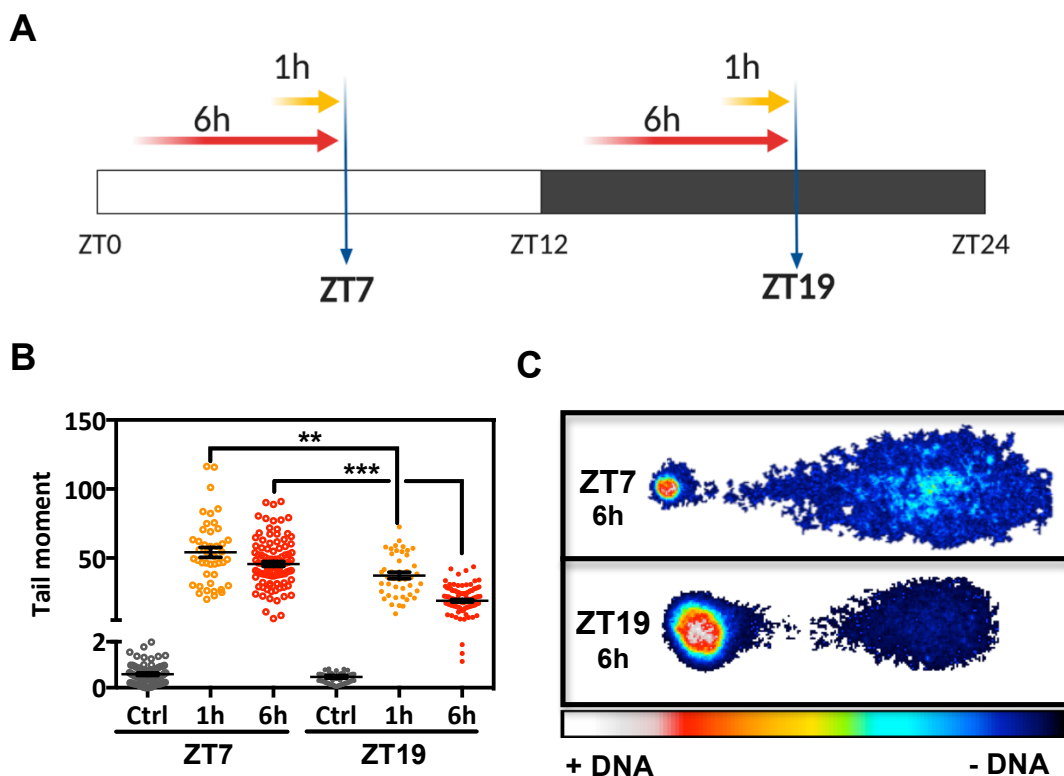 A
1h
1h
6h
6h
ZT0
ZT12
ZT24
ZT7
ZT19
B
150
100
50
2
0
Tail moment
**
***
Ctrl 1h 6h Ctrl 1h 6h
ZT7 ZT19
C
ZT7
6h
ZT19
6h
+ DNA - DNA